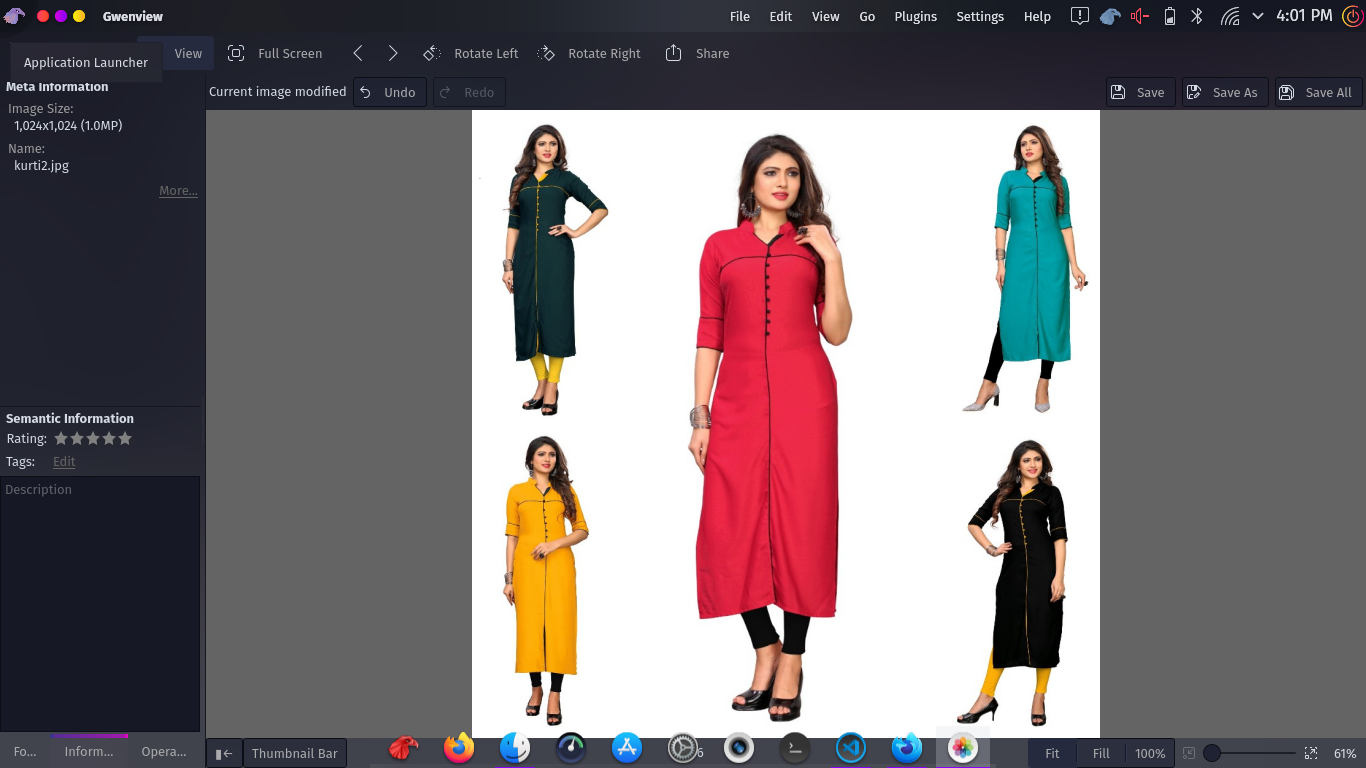 Gwenview File Edit View Go Plugins Settings Help 4:01 PM
Application Launcher View Full Screen Rotate Left Rotate Right Share
Meta Information
Current image modified Undo Redo Save Save As Save All
Image Size:
1,024x1,024 (1.0MP)
Name:
kurti2.jpg
More...
Semantic Information
Rating:
Tags: Edit
Description
Fo... Inform... Opera... Thumbnail Bar 6 Fit Fill 100% 61%